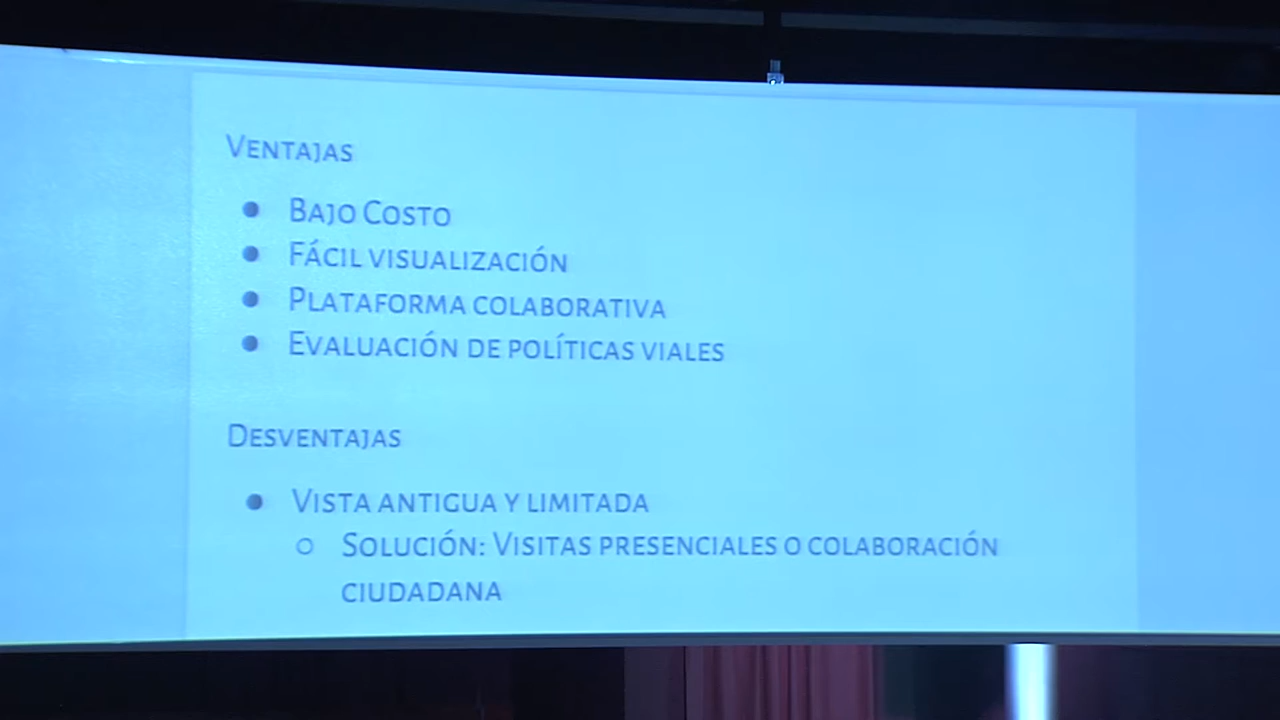 Ventajas
● Bajo Costo
● Fácil visualización
● Plataforma colaborativa
● Evaluación de políticas viales
Desventajas
● Vista antigua y limitada
○ Solución: Visitas presenciales o colaboración
ciudadana